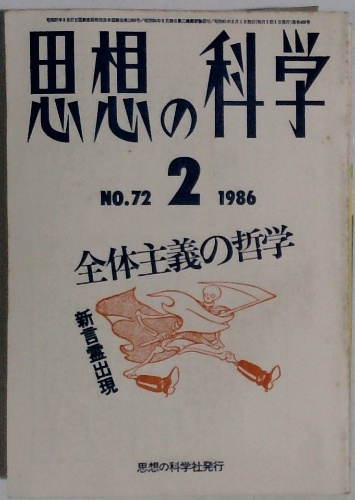 思想の科学
NO.72 2 1986
全体主義の哲学
新言霊出現
思想の科学社発行